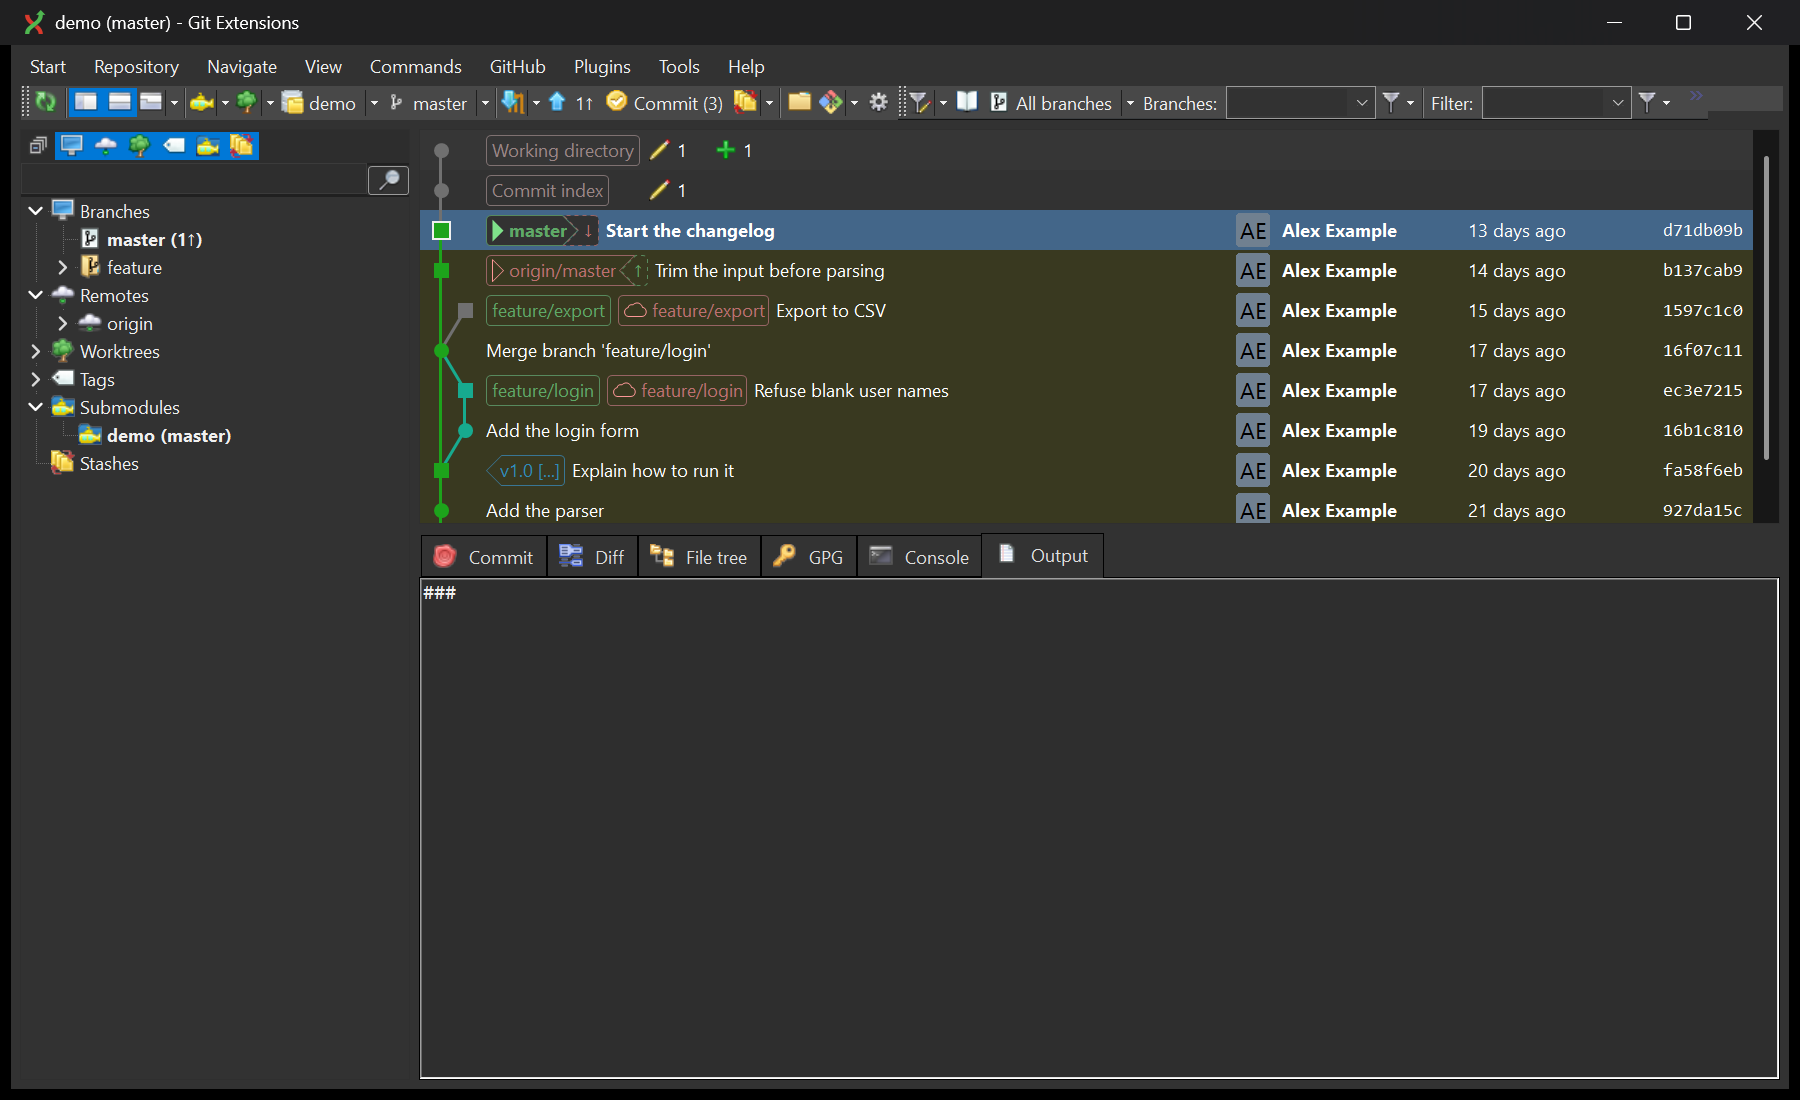 demo (master) - Git Extensions
Start Repository Navigate View Commands GitHub Plugins Tools Help
demo master 1↑ Commit (3) All branches Branches: Filter:
Working directory 1 1
Commit index 1
master ↓ Start the changelog AE Alex Example 13 days ago d71db09b
origin/master ↑ Trim the input before parsing AE Alex Example 14 days ago b137cab9
feature/export feature/export Export to CSV AE Alex Example 15 days ago 1597c1c0
Merge branch 'feature/login' AE Alex Example 17 days ago 16f07c11
feature/login feature/login Refuse blank user names AE Alex Example 17 days ago ec3e7215
Add the login form AE Alex Example 19 days ago 16b1c810
v1.0 [...] Explain how to run it AE Alex Example 20 days ago fa58f6eb
Add the parser AE Alex Example 21 days ago 927da15c
Branches
master (1↑)
feature
Remotes
origin
Worktrees
Tags
Submodules
demo (master)
Stashes
Commit Diff File tree GPG Console Output
###